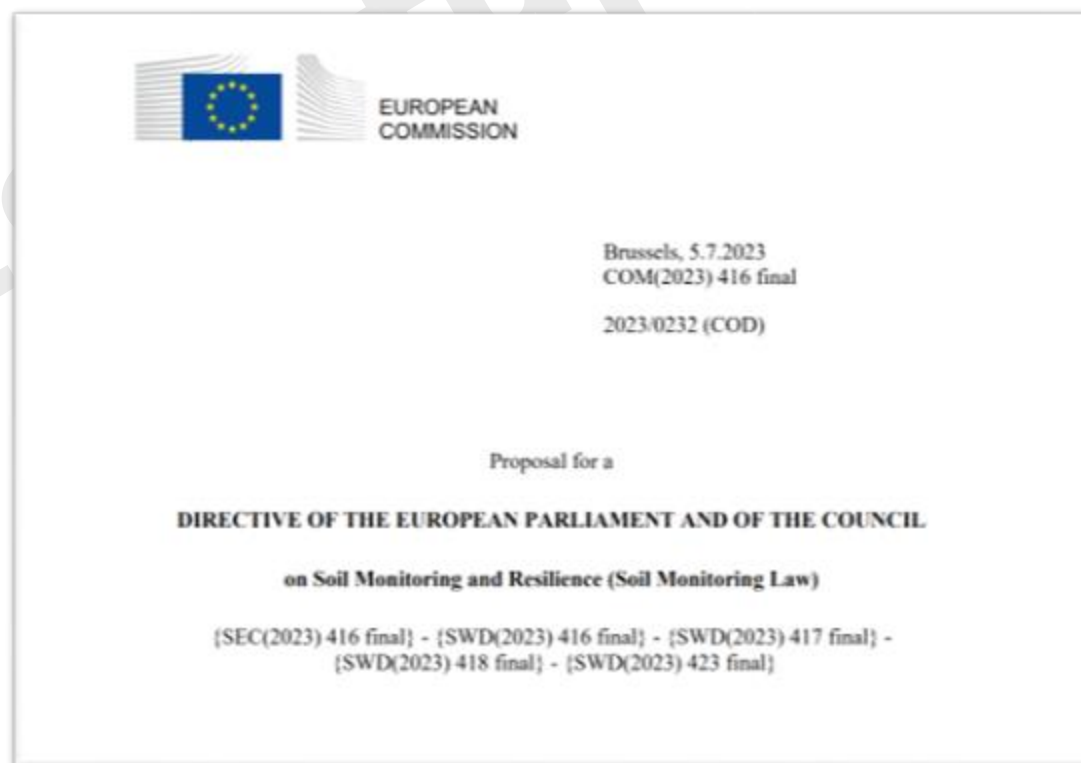 EUROPEAN
COMMISSION
Brussels, 5.7.2023
COM(2023) 416 final
2023/0232 (COD)
Proposal for a
DIRECTIVE OF THE EUROPEAN PARLIAMENT AND OF THE COUNCIL
on Soil Monitoring and Resilience (Soil Monitoring Law)
{SEC(2023) 416 final} - {SWD(2023) 416 final} - {SWD(2023) 417 final} -
{SWD(2023) 418 final} - {SWD(2023) 423 final}